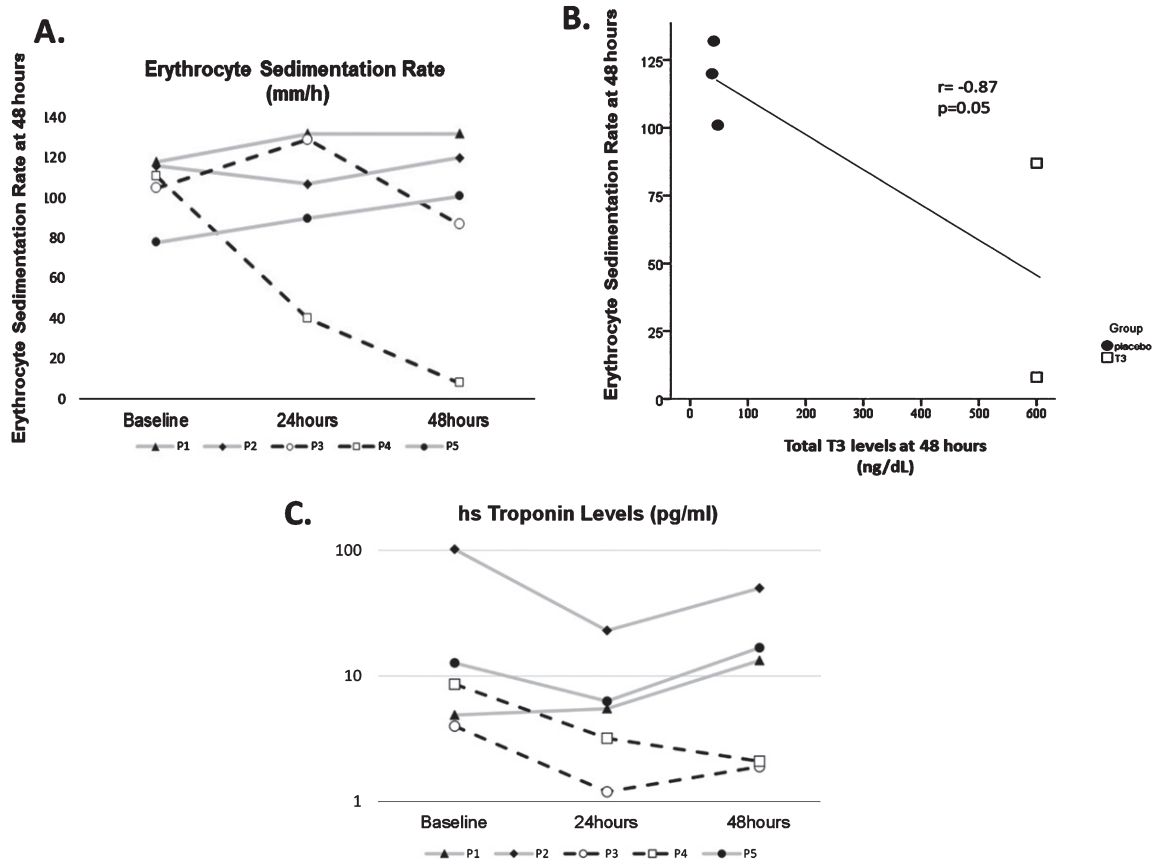 A.
Erythrocyte Sedimentation Rate
(mm/h)
Erythrocyte Sedimentation Rate at 48 hours
140
120
100
80
60
40
20
0
Baseline
24hours
48hours
P1
P2
P3
P4
P5
B.
Erythrocyte Sedimentation Rate at 48 hours
125
100
75
50
25
0
r= -0.87
p=0.05
0
100
200
300
400
500
600
Total T3 levels at 48 hours
(ng/dL)
Group
placebo
T3
C.
hs Troponin Levels (pg/ml)
100
10
1
Baseline
24hours
48hours
P1
P2
P3
P4
P5